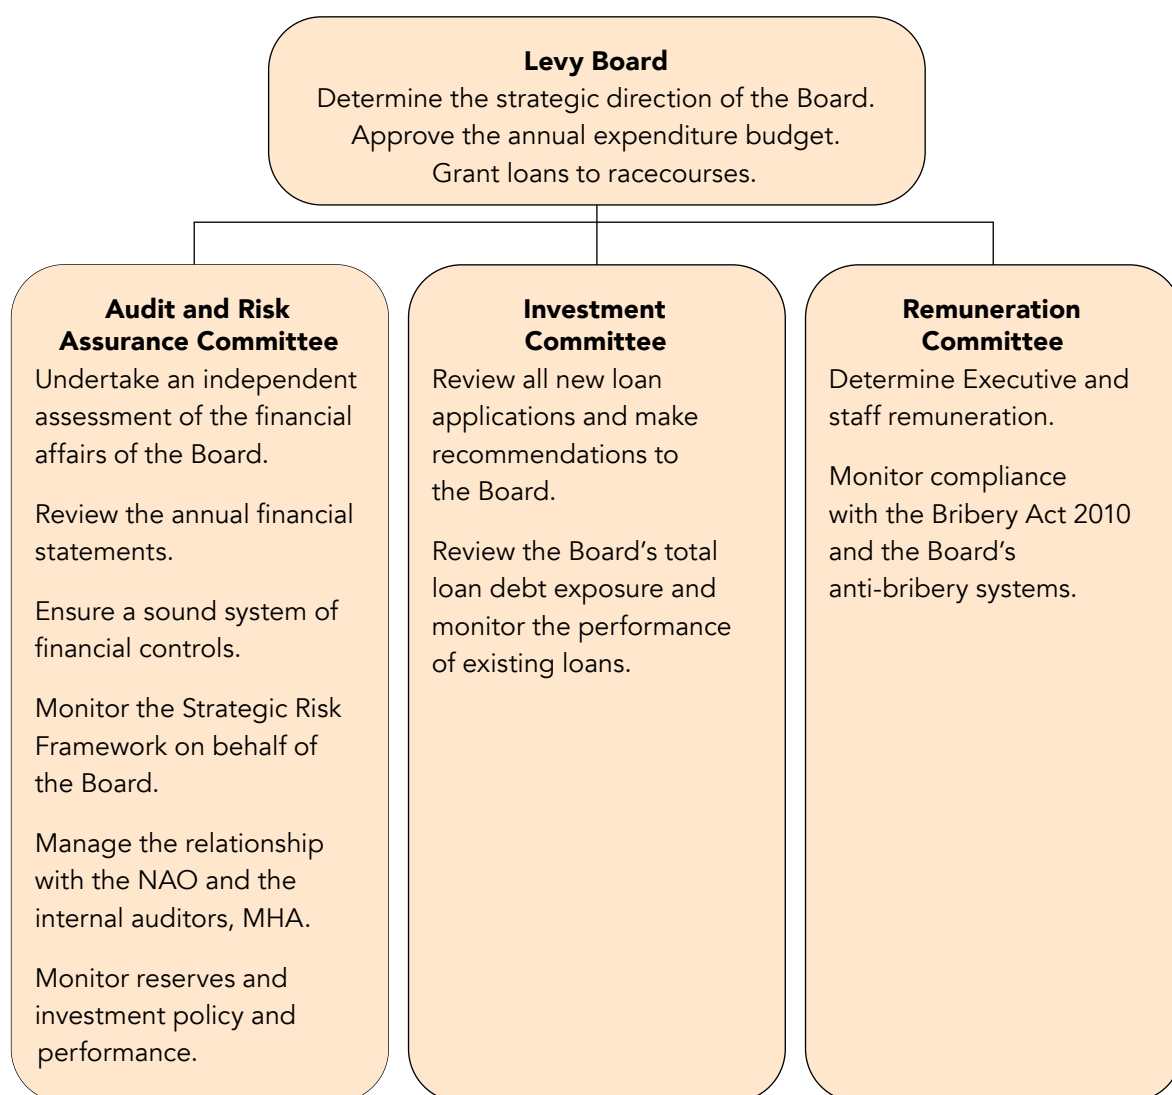 Levy Board
Determine the strategic direction of the Board.
Approve the annual expenditure budget.
Grant loans to racecourses.
Audit and Risk
Assurance Committee
Undertake an independent
assessment of the financial
affairs of the Board.
Review the annual financial
statements.
Ensure a sound system of
financial controls.
Monitor the Strategic Risk
Framework on behalf of
the Board.
Manage the relationship
with the NAO and the
internal auditors, MHA.
Monitor reserves and
investment policy and
performance.
Investment
Committee
Review all new loan
applications and make
recommendations to
the Board.
Review the Board’s total
loan debt exposure and
monitor the performance
of existing loans.
Remuneration
Committee
Determine Executive and
staff remuneration.
Monitor compliance
with the Bribery Act 2010
and the Board’s
anti-bribery systems.